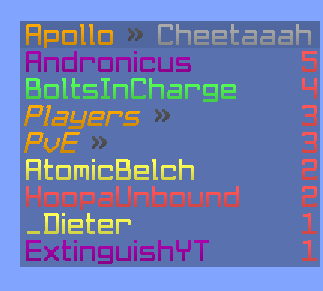 Apollo » Cheetaaah
Andronicus 5
BoltsInCharge 4
Players » 3
PvE » 3
AtomicBelch 2
HoopaUnbound 2
_Dieter 1
ExtinguishYT 1